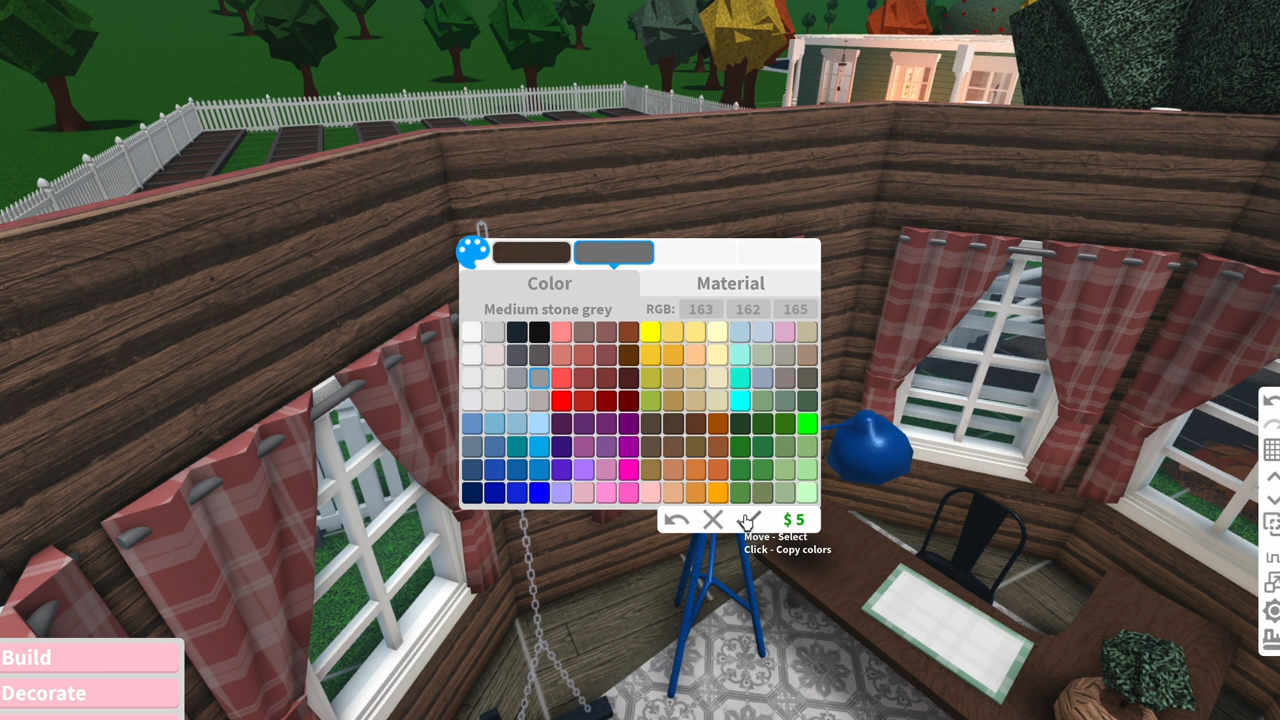 Color
Material
Medium stone grey
RGB: 163 162 165
$ 5
Move - Select
Click - Copy colors
Build
Decorate